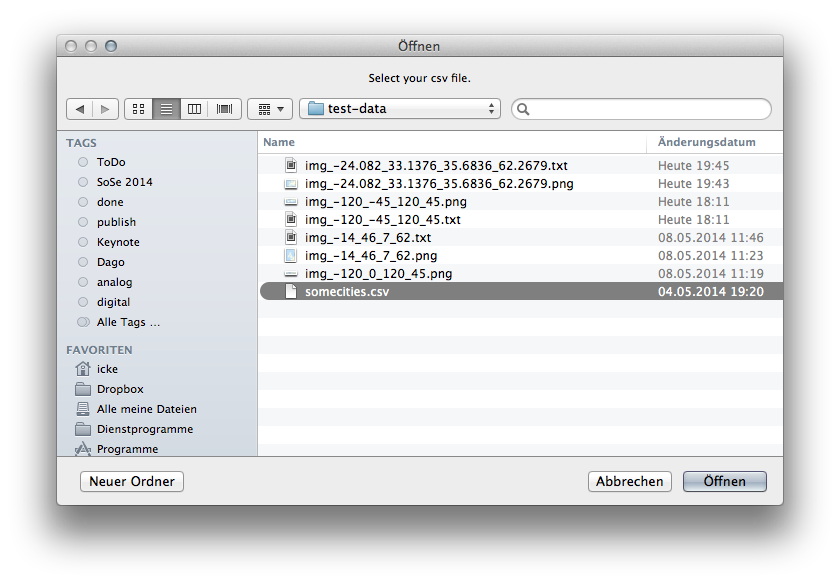 Öffnen
Select your csv file.
test-data
TAGS
ToDo
SoSe 2014
done
publish
Keynote
Dago
analog
digital
Alle Tags ...
FAVORITEN
icke
Dropbox
Alle meine Dateien
Dienstprogramme
Programme
Name Änderungsdatum
img_-24.082_33.1376_35.6836_62.2679.txt Heute 19:45
img_-24.082_33.1376_35.6836_62.2679.png Heute 19:43
img_-120_-45_120_45.png Heute 18:11
img_-120_-45_120_45.txt Heute 18:11
img_-14_46_7_62.txt 08.05.2014 11:46
img_-14_46_7_62.png 08.05.2014 11:23
img_-120_0_120_45.png 08.05.2014 11:19
somecities.csv 04.05.2014 19:20
Neuer Ordner Abbrechen Öffnen